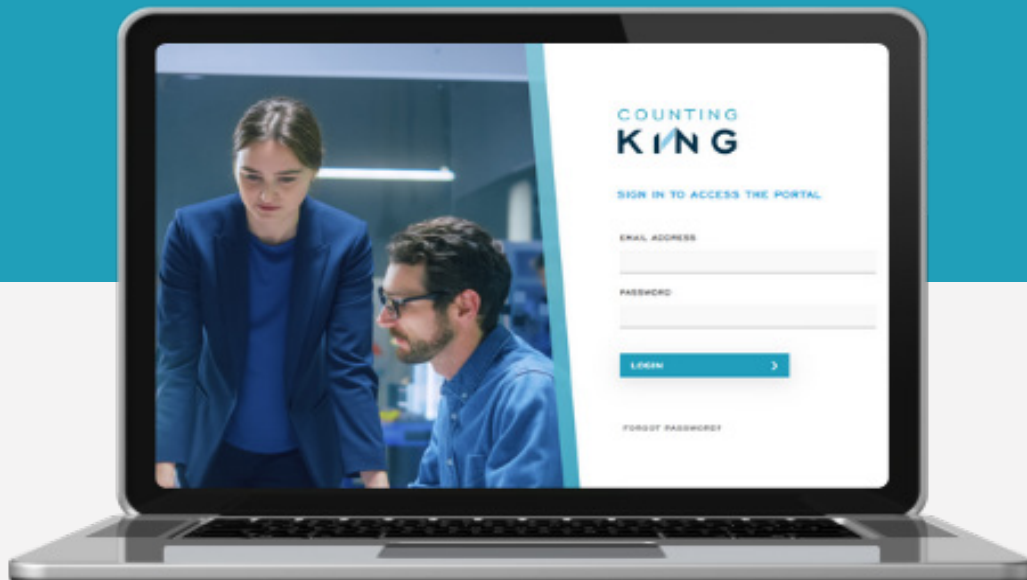 COUNTING
KING
SIGN IN TO ACCESS THE PORTAL
EMAIL ADDRESS
PASSWORD
LOGIN
FORGOT PASSWORD?